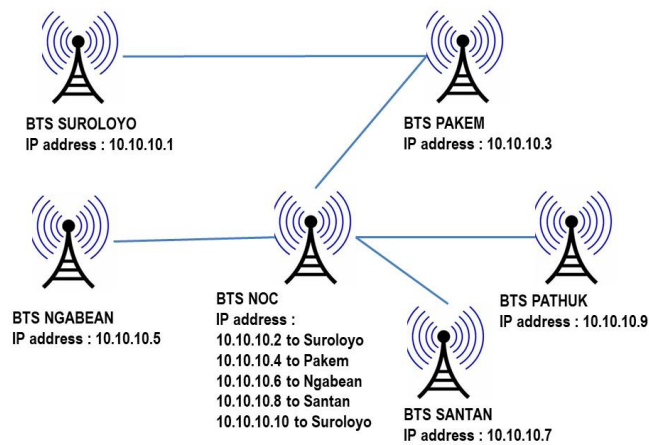 BTS SUROLOYO
IP address : 10.10.10.1
BTS PAKEM
IP address : 10.10.10.3
BTS NGABEAN
IP address : 10.10.10.5
BTS NOC
IP address :
10.10.10.2 to Suroloyo
10.10.10.4 to Pakem
10.10.10.6 to Ngabean
10.10.10.8 to Santan
10.10.10.10 to Suroloyo
BTS PATHUK
IP address : 10.10.10.9
BTS SANTAN
IP address : 10.10.10.7